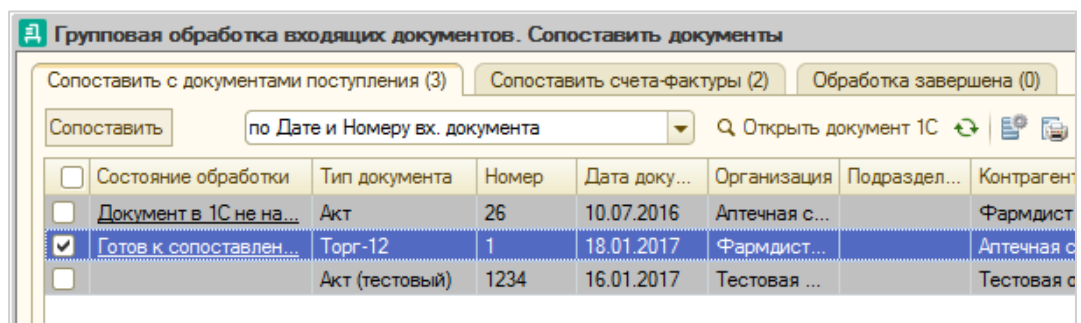 Групповая обработка входящих документов. Сопоставить документы
Сопоставить с документами поступления (3) Сопоставить счета-фактуры (2) Обработка завершена (0)
Сопоставить по Дате и Номеру вх. документа Открыть документ 1С
Состояние обработки Тип документа Номер Дата доку... Организация Подраздел... Контрагент
Документ в 1С не на... Акт 26 10.07.2016 Аптечная с... Фармдист
Готов к сопоставлен... Торг-12 1 18.01.2017 Фармдист... Аптечная с
Акт (тестовый) 1234 16.01.2017 Тестовая ... Тестовая о